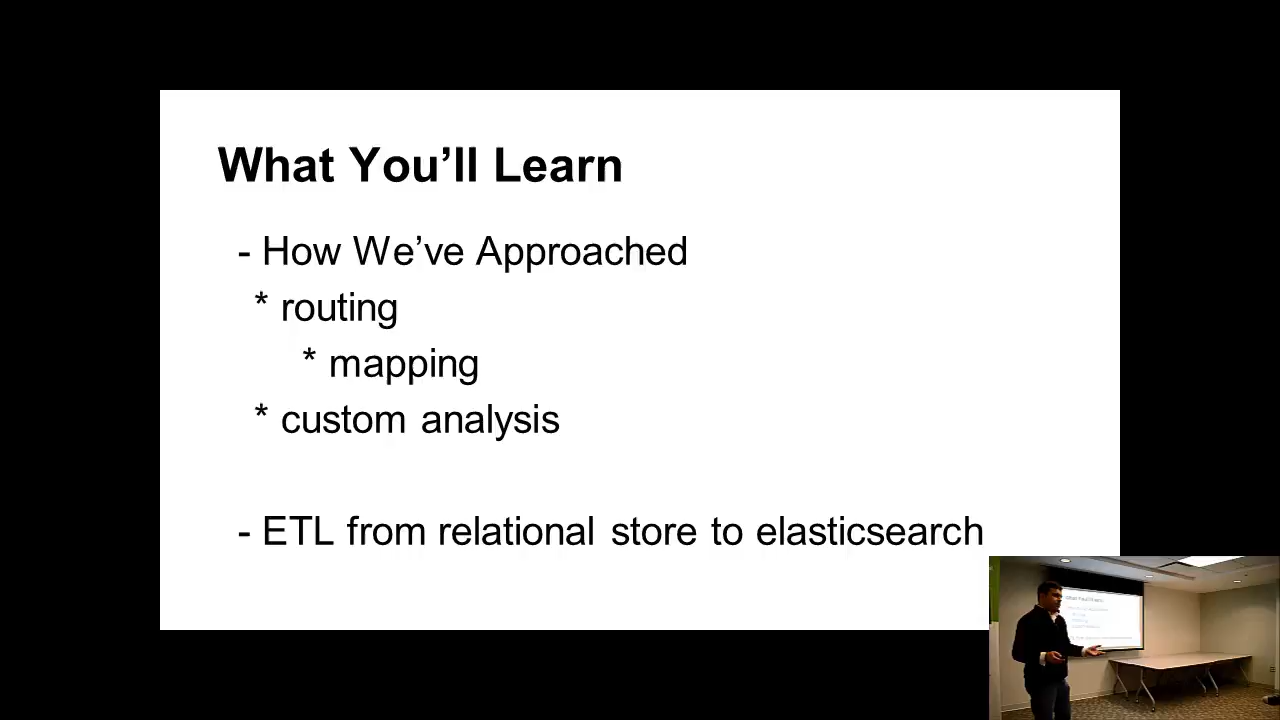 What You’ll Learn
- How We’ve Approached
* routing
* mapping
* custom analysis
- ETL from relational store to elasticsearch